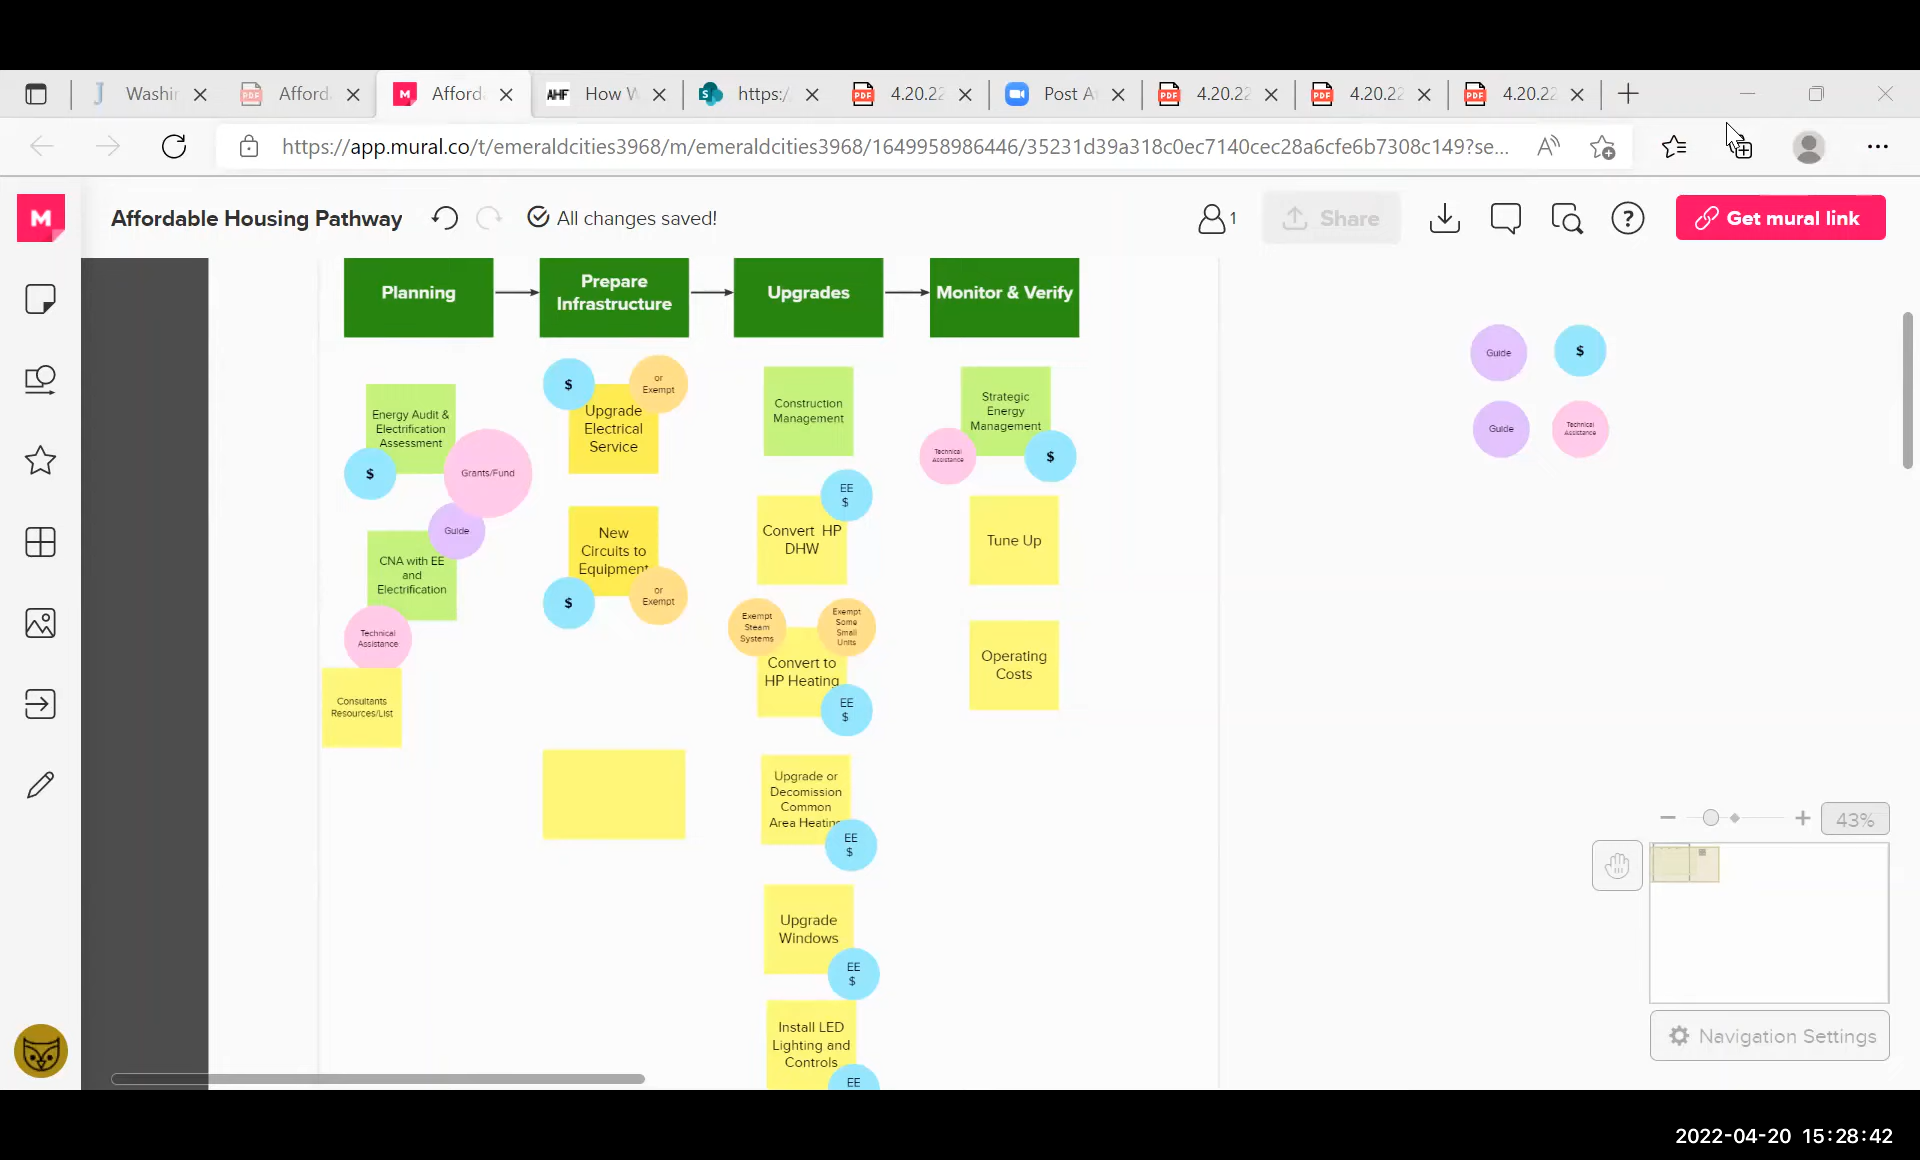 Washi
Afford
Afford
AHF
How W
https:/
4.20.22
Post A
4.20.22
4.20.22
4.20.22
https://app.mural.co/t/emeraldcities3968/m/emeraldcities3968/1649958986446/35231d39a318c0ec7140cec28a6cfe6b7308c149?se...
M
Affordable Housing Pathway
All changes saved!
1
Share
?
Get mural link
Planning
Prepare
Infrastructure
Upgrades
Monitor & Verify
Energy Audit &
Electrification
Assessment
$
Grants/Fund
Guide
CNA with EE
and
Electrification
Technical
Assistance
Consultants
Resources/List
$
or
Exempt
Upgrade
Electrical
Service
New
Circuits to
Equipment
$
or
Exempt
Construction
Management
EE
$
Convert HP
DHW
Exempt
Steam
Systems
Exempt
Some
Small
Units
Convert to
HP Heating
EE
$
Upgrade or
Decomission
Common
Area Heating
EE
$
Upgrade
Windows
EE
$
Install LED
Lighting and
Controls
EE
Strategic
Energy
Management
Technical
Assistance
$
Tune Up
Operating
Costs
Guide
$
Guide
Technical
Assistance
43%
Navigation Settings
2022-04-20 15:28:42